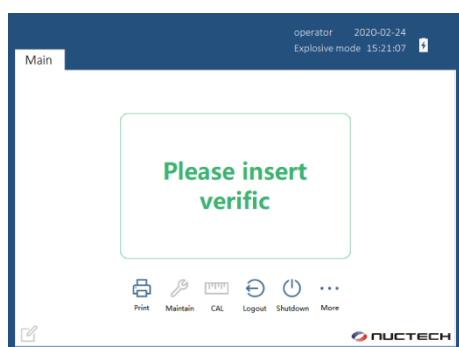 operator 2020-02-24
Explosive mode 15:21:07
Main
Please insert
verific
Print Maintain CAL Logout Shutdown More
NUCTECH